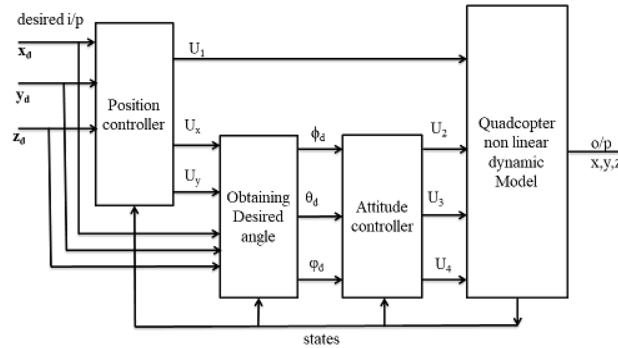 desired i/p
x_d
y_d
z_d
Position
controller
U_1
U_x
U_y
Obtaining
Desired
angle
ϕ_d
θ_d
φ_d
Attitude
controller
U_2
U_3
U_4
Quadcopter
non linear
dynamic
Model
o/p
x,y,z
states